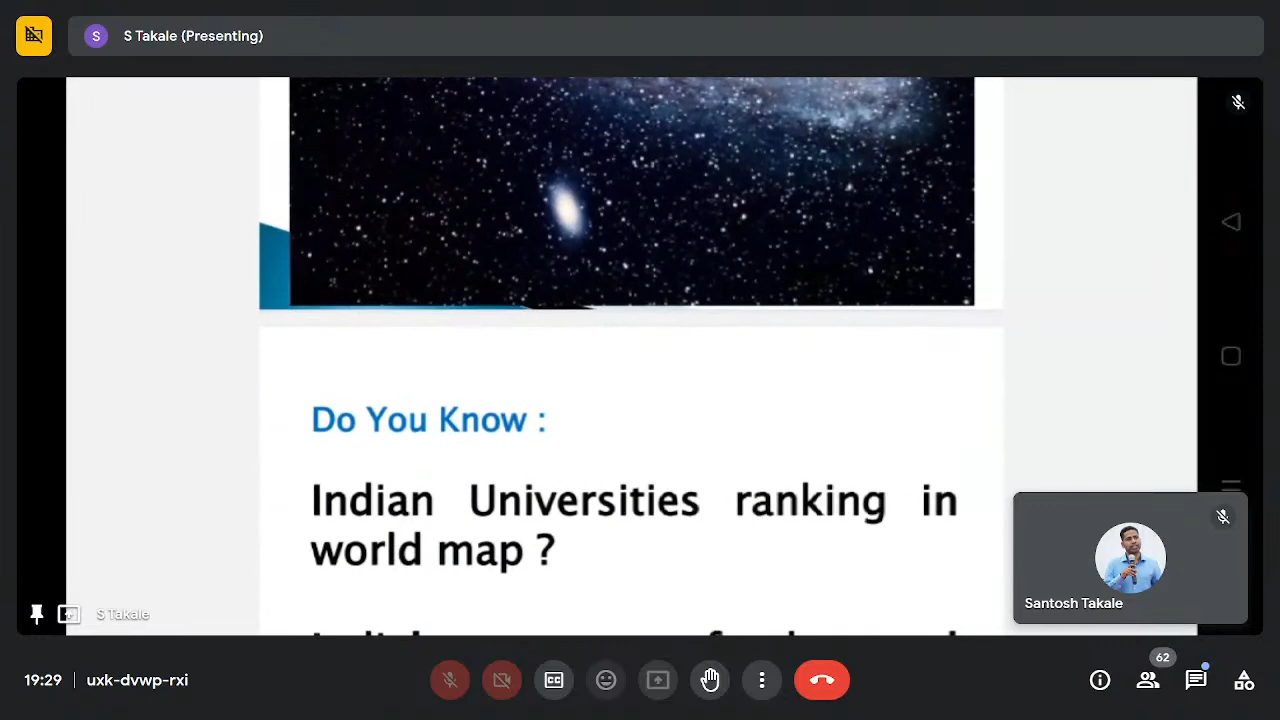 S
S Takale (Presenting)
Do You Know :
Indian Universities ranking in
world map ?
S Takale
Santosh Takale
19:29 | uxk-dvwp-rxi
62